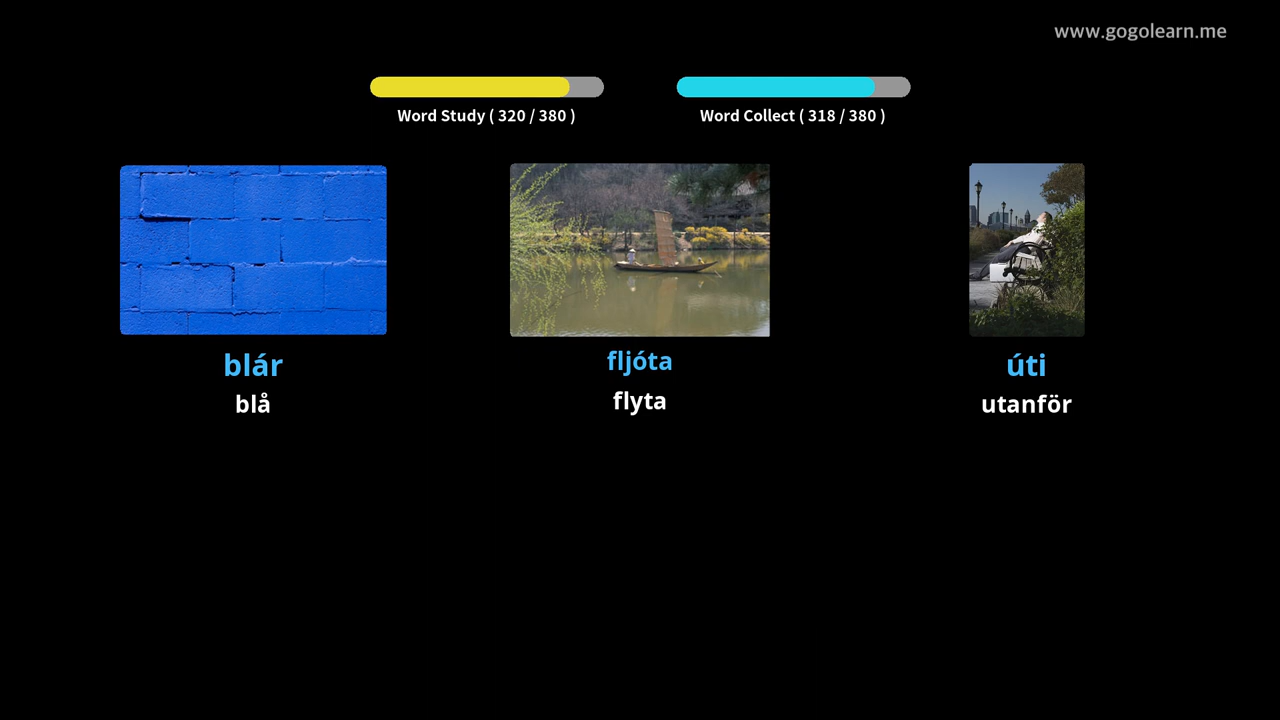 www.gogolearn.me
Word Study ( 320 / 380 )
Word Collect ( 318 / 380 )
blár
fljóta
úti
blå
flyta
utanför